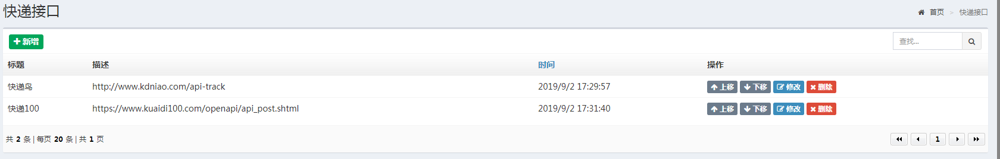 快递接口
首页 > 快递接口
新增
查找...
标题 描述 时间 操作
快递鸟 http://www.kdniao.com/api-track 2019/9/2 17:29:57 上移 下移 修改 删除
快递100 https://www.kuaidi100.com/openapi/api_post.shtml 2019/9/2 17:31:40 上移 下移 修改 删除
共 2 条 | 每页 20 条 | 共 1 页
1